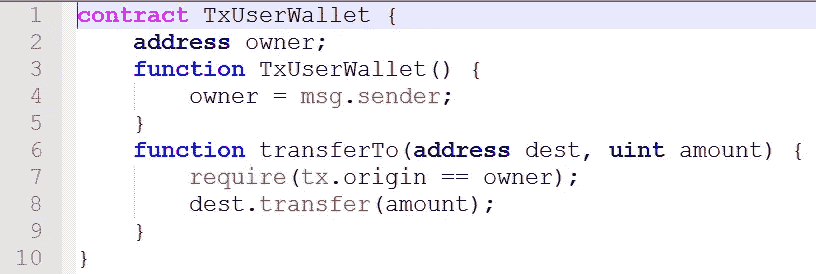 1 contract TxUserWallet {
2     address owner;
3     function TxUserWallet() {
4         owner = msg.sender;
5     }
6     function transferTo(address dest, uint amount) {
7         require(tx.origin == owner);
8         dest.transfer(amount);
9     }
10 }